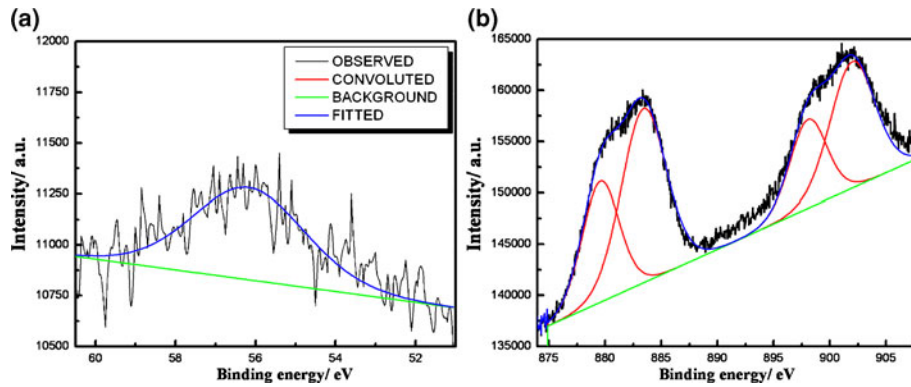 (a)
12000
11750
11500
11250
11000
10750
10500
Intensity/ a.u.
OBSERVED
CONVOLUTED
BACKGROUND
FITTED
60 58 56 54 52
Binding energy/ eV
(b)
165000
160000
155000
150000
145000
140000
135000
Intensity/ a.u.
875 880 885 890 895 900 905
Binding energy/ eV